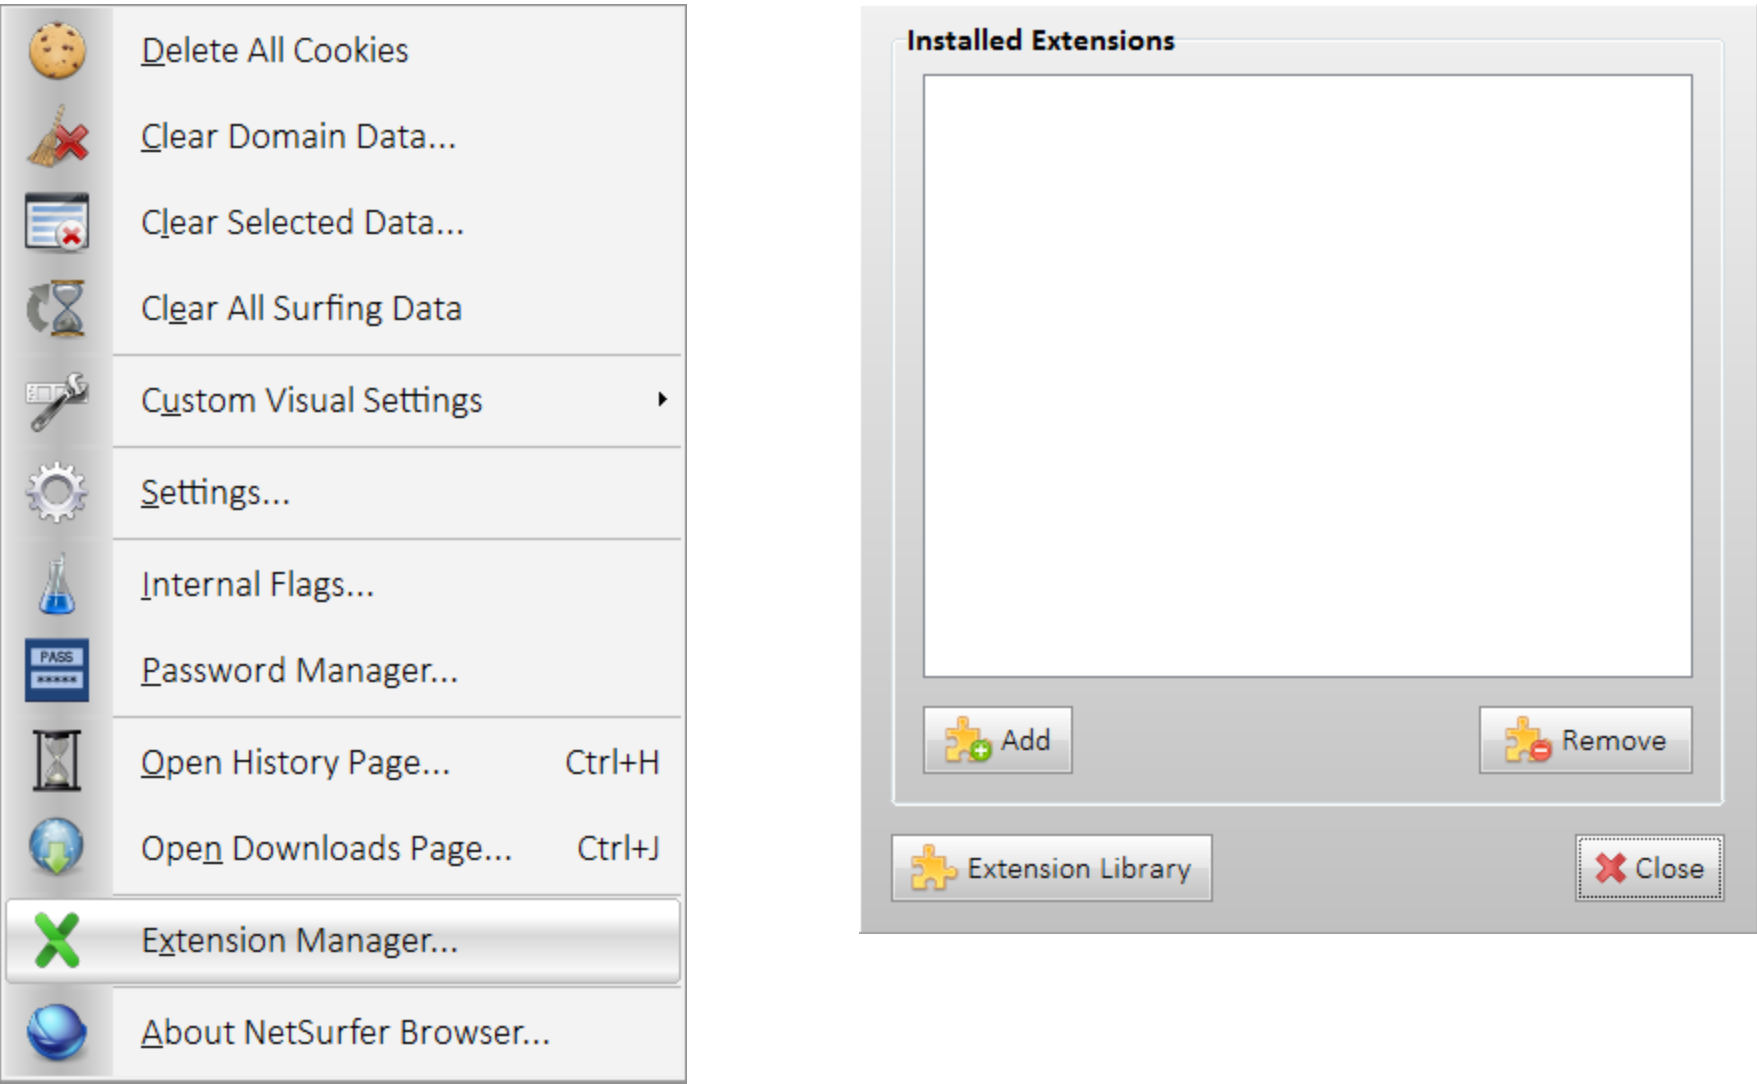 Delete All Cookies
Clear Domain Data...
Clear Selected Data...
Clear All Surfing Data
Custom Visual Settings
Settings...
Internal Flags...
PASS
*****
Password Manager...
Open History Page... Ctrl+H
Open Downloads Page... Ctrl+J
Extension Manager...
About NetSurfer Browser...
Installed Extensions
Add
Remove
Extension Library
Close